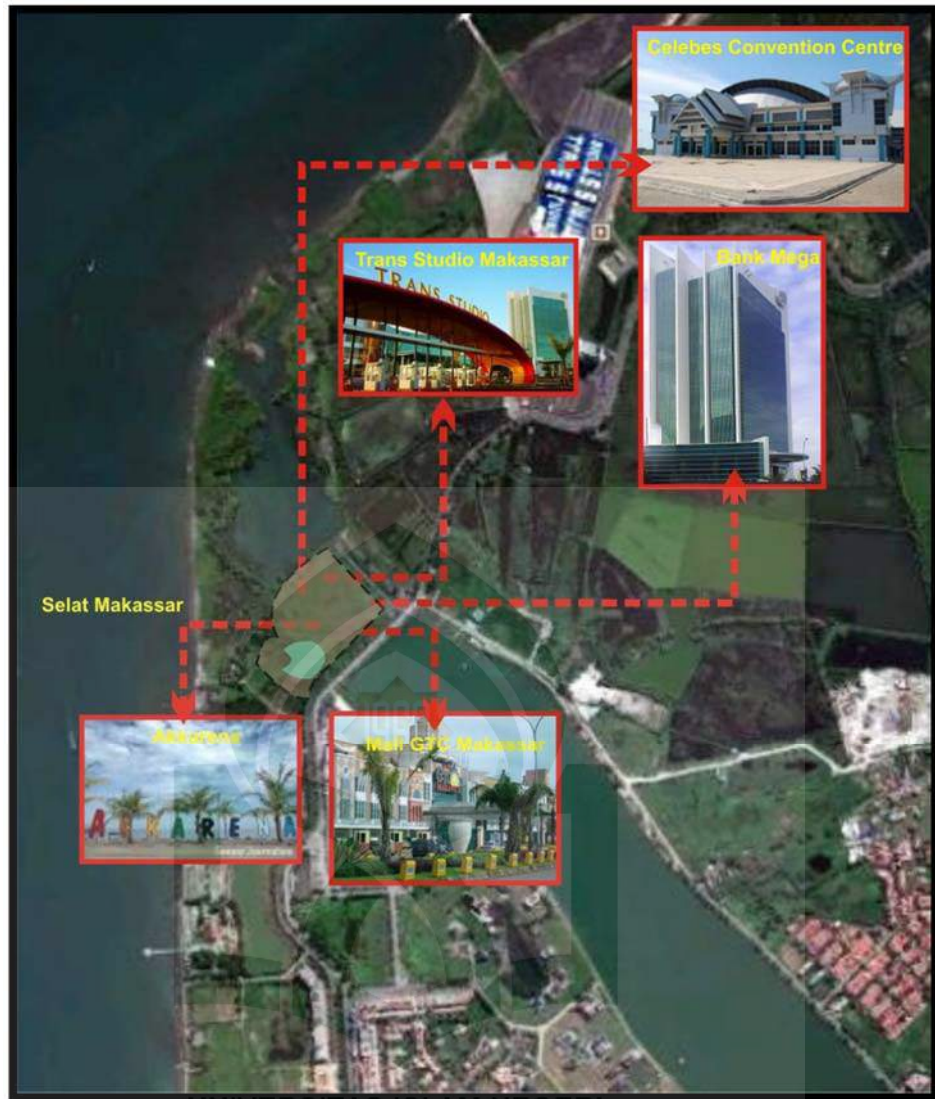 Celebes Convention Centre
Trans Studio Makassar
TRANS STUDIO
Bank Mega
Selat Makassar
Akkarena
AKKARENA
Mall GTC Makassar